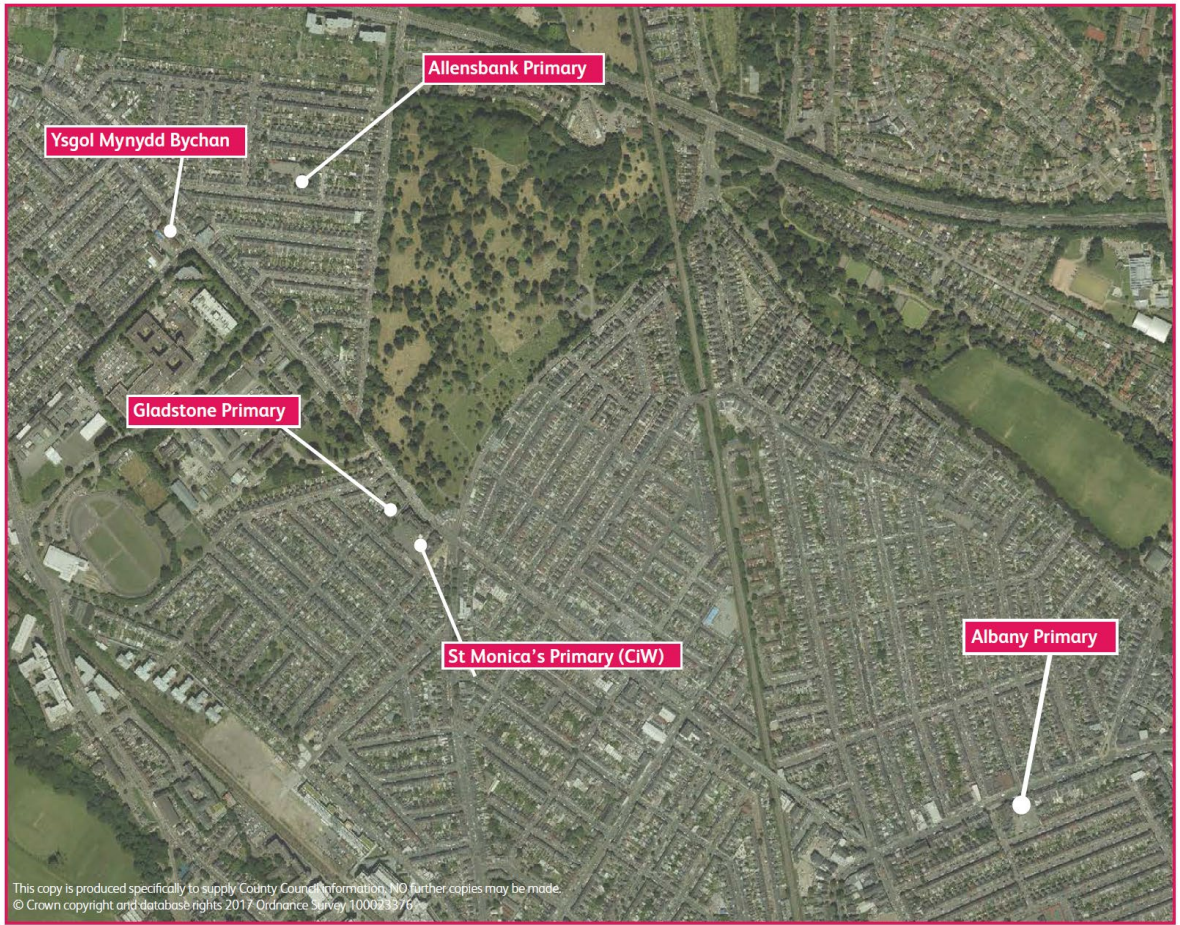 Allensbank Primary
Ysgol Mynydd Bychan
Gladstone Primary
St Monica's Primary (CiW)
Albany Primary
This copy is produced specifically to supply County Council information. NO further copies may be made.
© Crown copyright and database rights 2017 Ordnance Survey 100023376